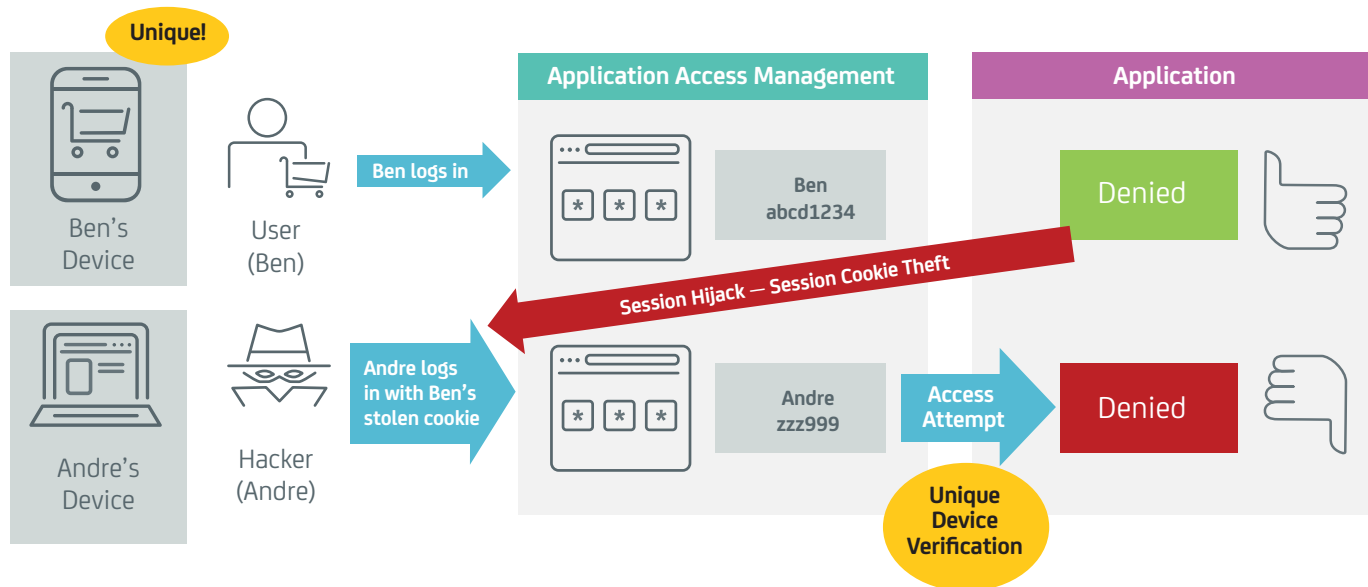 Unique!
Ben's
Device
User
(Ben)
Ben logs in
Application Access Management
* * *
Ben
abcd1234
Application
Denied
Session Hijack — Session Cookie Theft
Andre's
Device
Hacker
(Andre)
Andre logs
in with Ben's
stolen cookie
* * *
Andre
zzz999
Access
Attempt
Denied
Unique
Device
Verification